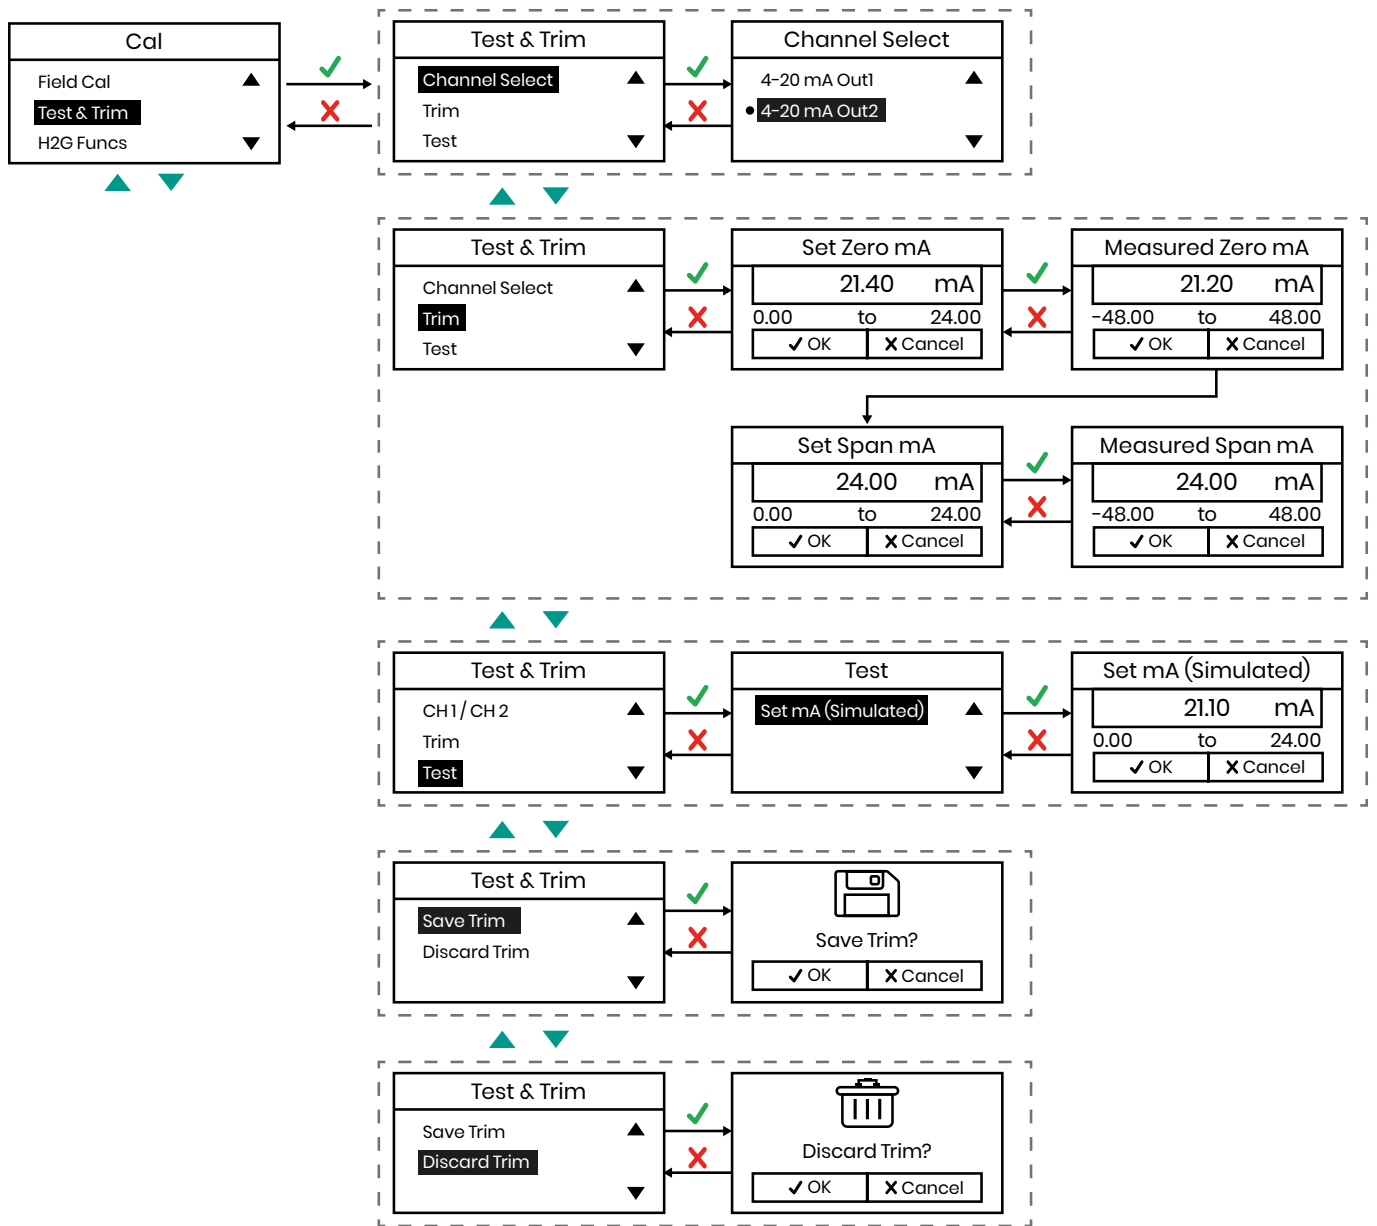 Cal
Field Cal
Test & Trim
H2G Funcs
Test & Trim
Channel Select
Trim
Test
Channel Select
4-20 mA Out1
4-20 mA Out2
Test & Trim
Channel Select
Trim
Test
Set Zero mA
21.40 mA
0.00 to 24.00
OK Cancel
Measured Zero mA
21.20 mA
-48.00 to 48.00
OK Cancel
Set Span mA
24.00 mA
0.00 to 24.00
OK Cancel
Measured Span mA
24.00 mA
-48.00 to 48.00
OK Cancel
Test & Trim
CH 1 / CH 2
Trim
Test
Test
Set mA (Simulated)
Set mA (Simulated)
21.10 mA
0.00 to 24.00
OK Cancel
Test & Trim
Save Trim
Discard Trim
Save Trim?
OK Cancel
Test & Trim
Save Trim
Discard Trim
Discard Trim?
OK Cancel